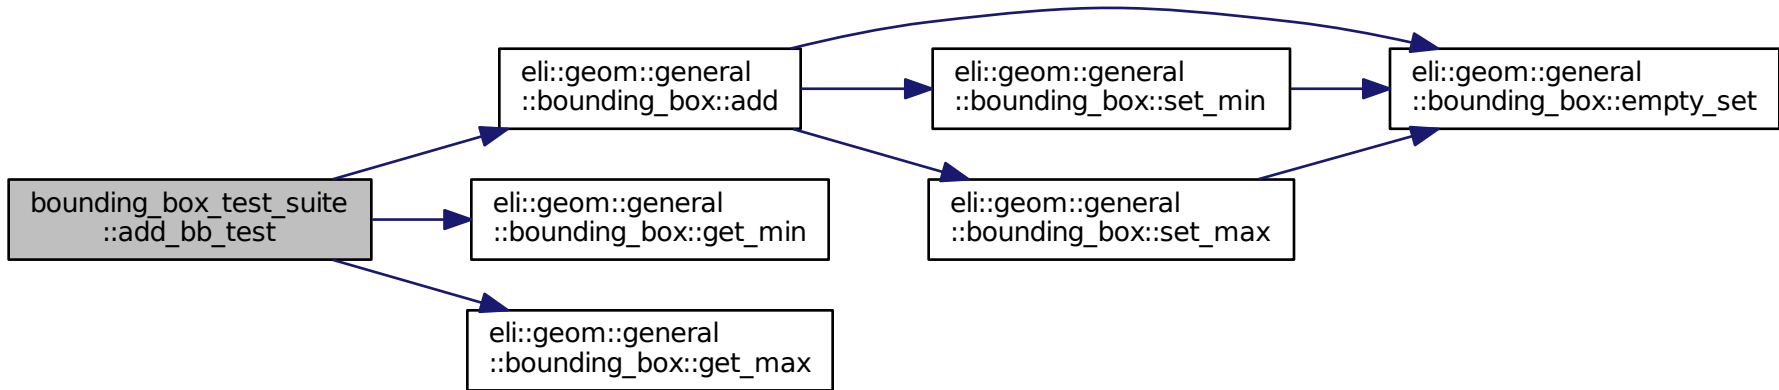 bounding_box_test_suite
::add_bb_test
eli::geom::general
::bounding_box::add
eli::geom::general
::bounding_box::get_min
eli::geom::general
::bounding_box::get_max
eli::geom::general
::bounding_box::set_min
eli::geom::general
::bounding_box::set_max
eli::geom::general
::bounding_box::empty_set